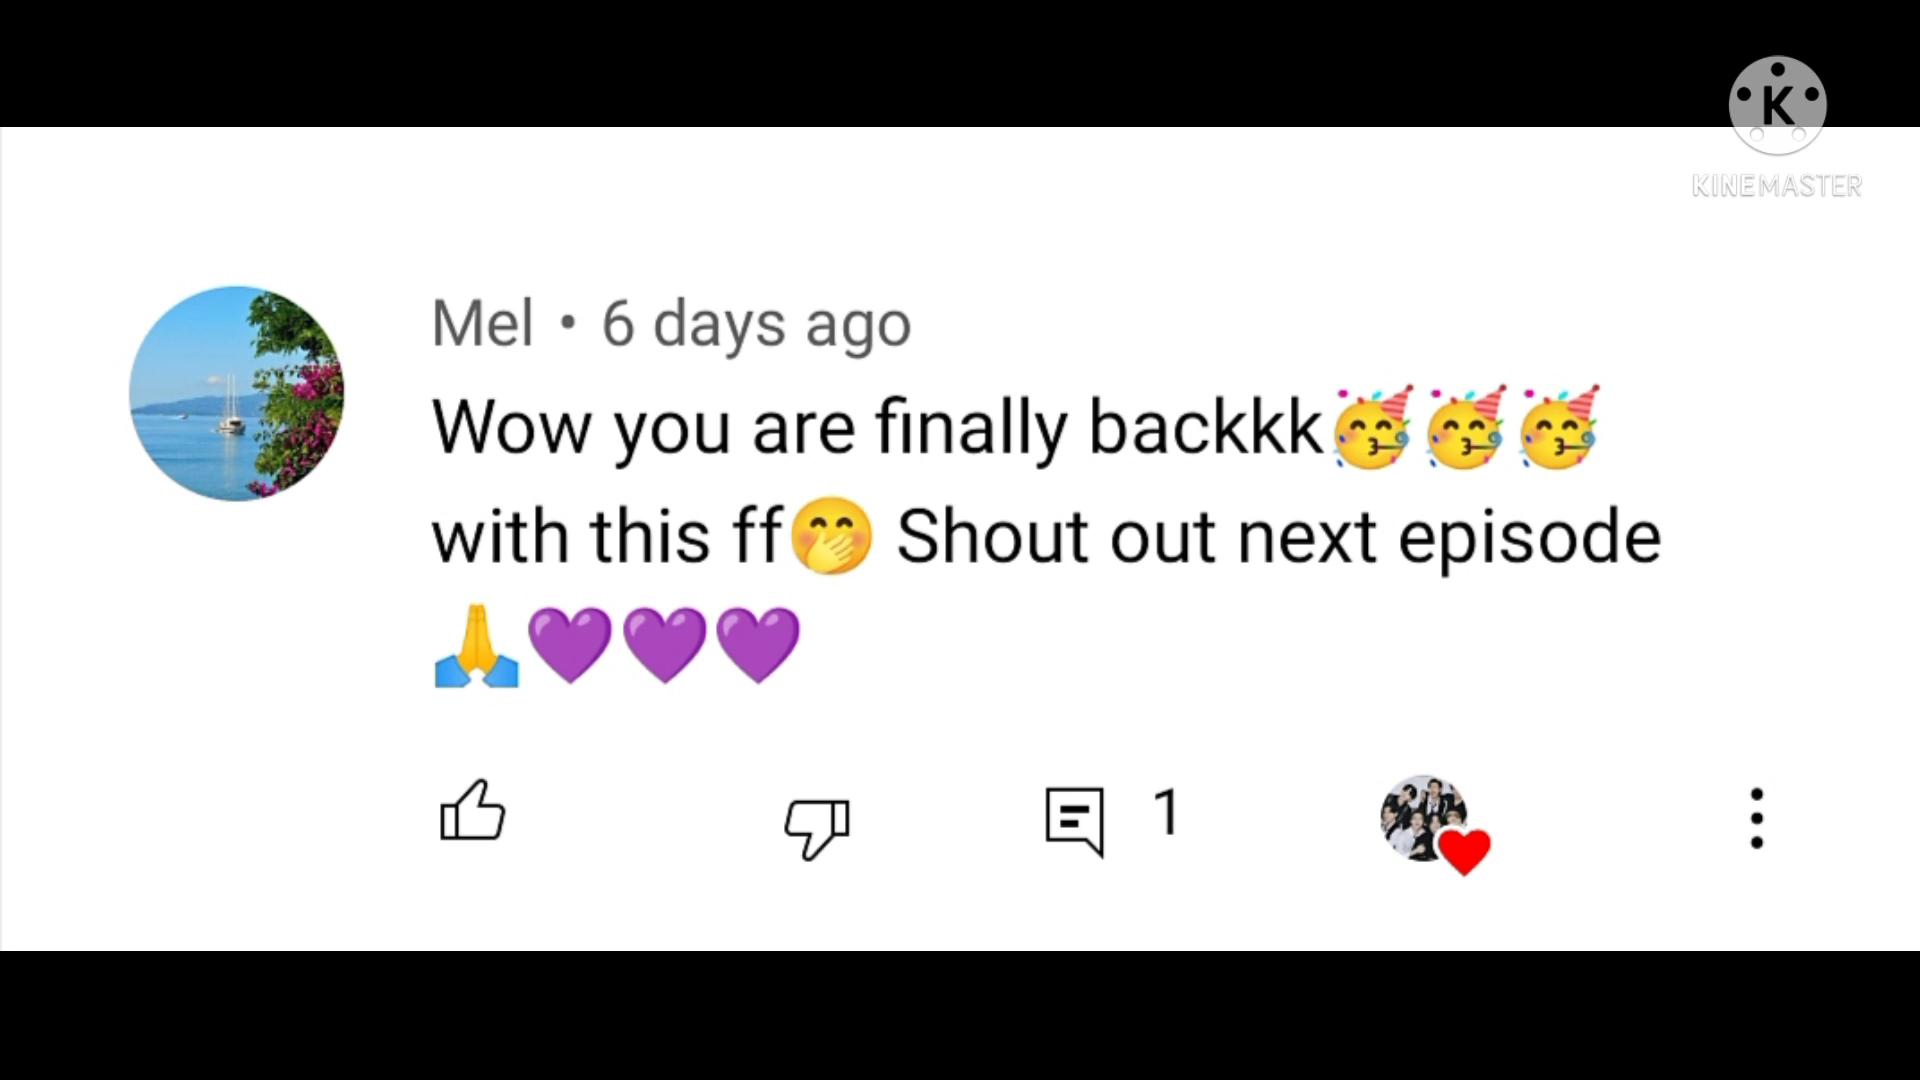 K
KINEMASTER
Mel • 6 days ago
Wow you are finally backkk🥳🥳🥳
with this ff🤭 Shout out next episode
🙏💜💜💜
1